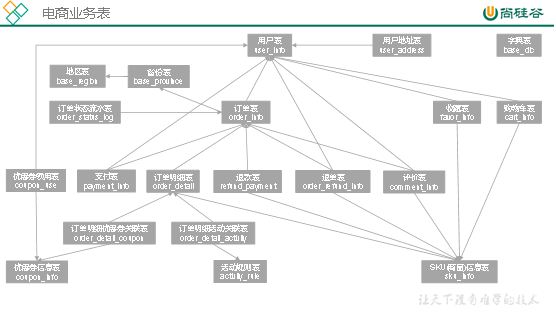 电商业务表
尚硅谷
用户表
user_info
用户地址表
user_address
字典表
base_dic
地区表
base_region
省份表
base_province
订单状态流水表
order_status_log
订单表
order_info
收藏表
favor_info
购物车表
cart_info
优惠券领用表
coupon_use
支付表
payment_info
订单明细表
order_detail
退款表
refund_payment
退单表
order_refund_info
评价表
comment_info
订单明细优惠券关联表
order_detail_coupon
订单明细活动关联表
order_detail_activity
优惠券信息表
coupon_info
活动规则表
activity_rule
SKU(商品)信息表
sku_info
让天下没有难学的技术